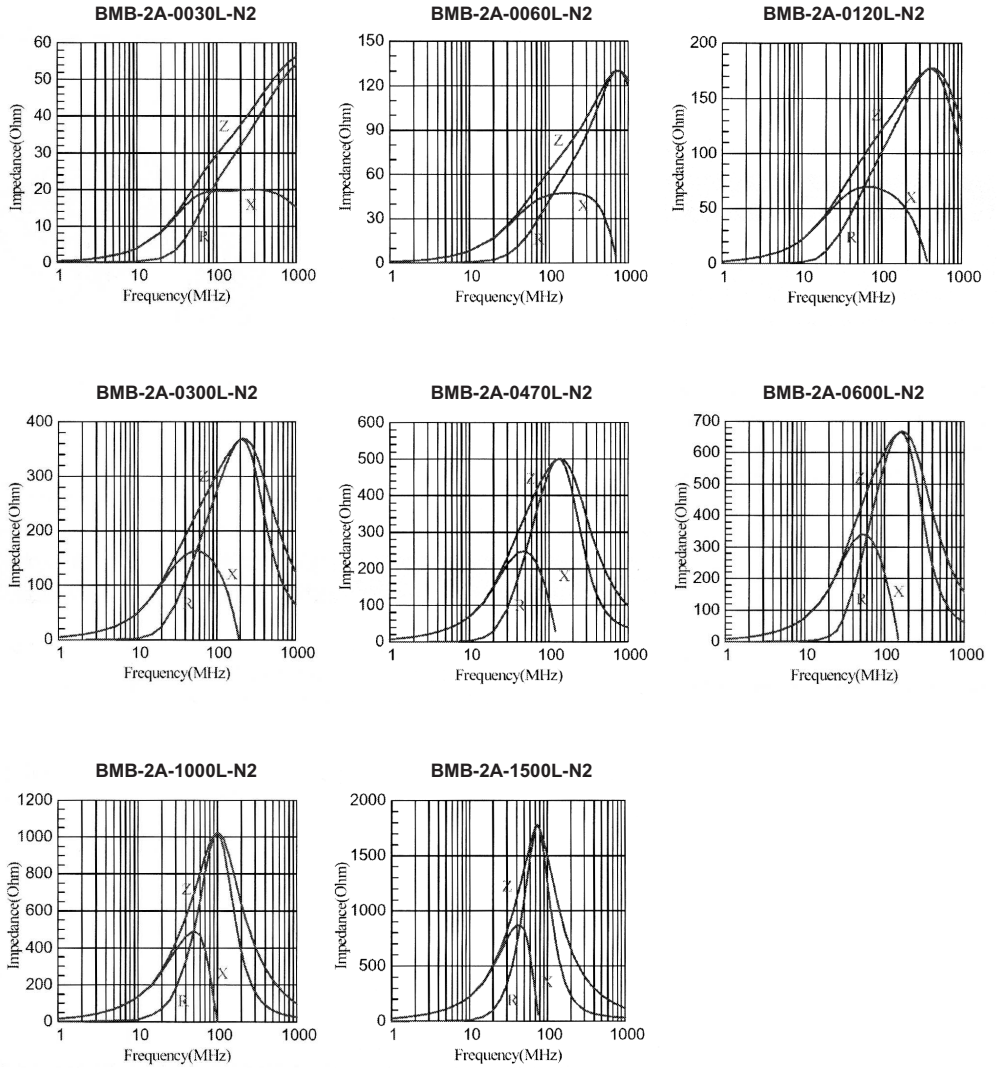 BMB-2A-0030L-N2
60
50
40
30
20
10
0
Impedance(Ohm)
Z
X
R
1 10 100 1000
Frequency(MHz)
BMB-2A-0060L-N2
150
120
90
60
30
0
Impedance(Ohm)
Z
X
R
1 10 100 1000
Frequency(MHz)
BMB-2A-0120L-N2
200
150
100
50
0
Impedance(Ohm)
Z
X
R
1 10 100 1000
Frequency(MHz)
BMB-2A-0300L-N2
400
300
200
100
0
Impedance(Ohm)
Z
X
R
1 10 100 1000
Frequency(MHz)
BMB-2A-0470L-N2
600
500
400
300
200
100
0
Impedance(Ohm)
Z
X
R
1 10 100 1000
Frequency(MHz)
BMB-2A-0600L-N2
700
600
500
400
300
200
100
0
Impedance(Ohm)
Z
R
X
1 10 100 1000
Frequency(MHz)
BMB-2A-1000L-N2
1200
1000
800
600
400
200
0
Impedance(Ohm)
Z
X
R
1 10 100 1000
Frequency(MHz)
BMB-2A-1500L-N2
2000
1500
1000
500
0
Impedance(Ohm)
Z
X
R
1 10 100 1000
Frequency(MHz)